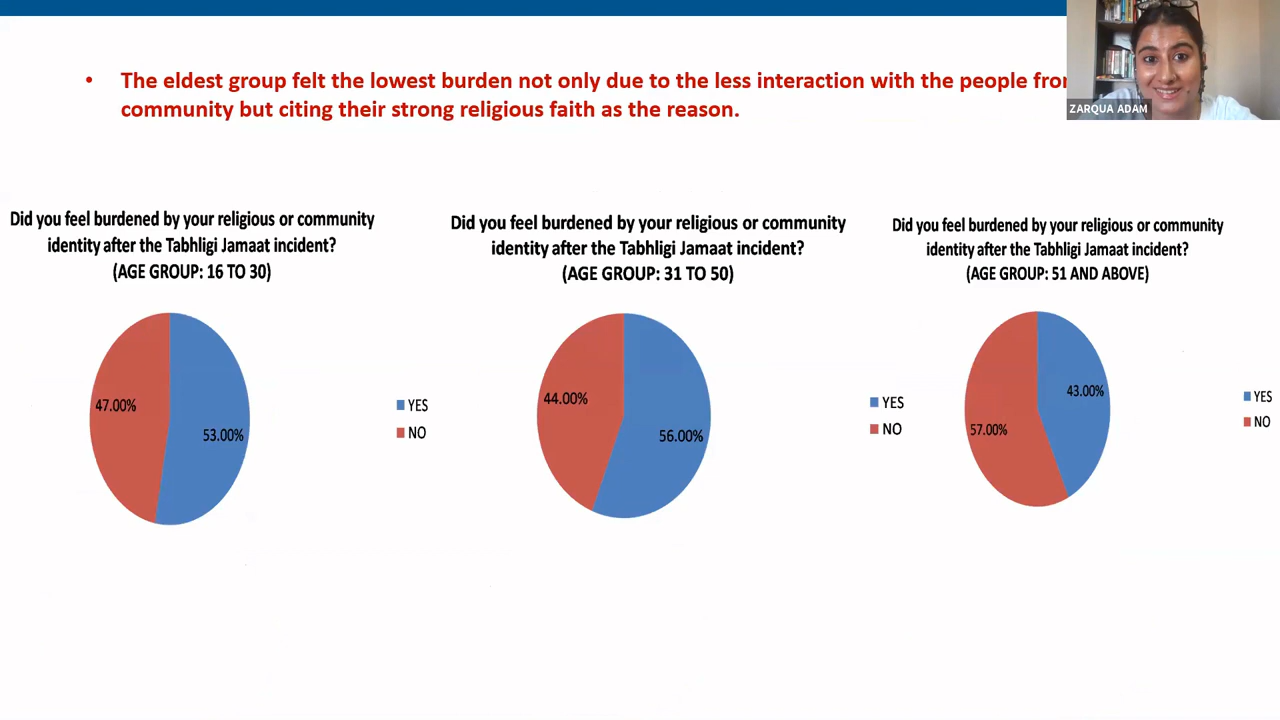 • The eldest group felt the lowest burden not only due to the less interaction with the people
community but citing their strong religious faith as the reason.
ZARQUA ADAM
Did you feel burdened by your religious or community
identity after the Tabhligi Jamaat incident?
(AGE GROUP: 16 TO 30)
47.00%
53.00%
YES
NO
Did you feel burdened by your religious or community
identity after the Tabhligi Jamaat incident?
(AGE GROUP: 31 TO 50)
44.00%
56.00%
YES
NO
Did you feel burdened by your religious or community
identity after the Tabhligi Jamaat incident?
(AGE GROUP: 51 AND ABOVE)
43.00%
57.00%
YES
NO